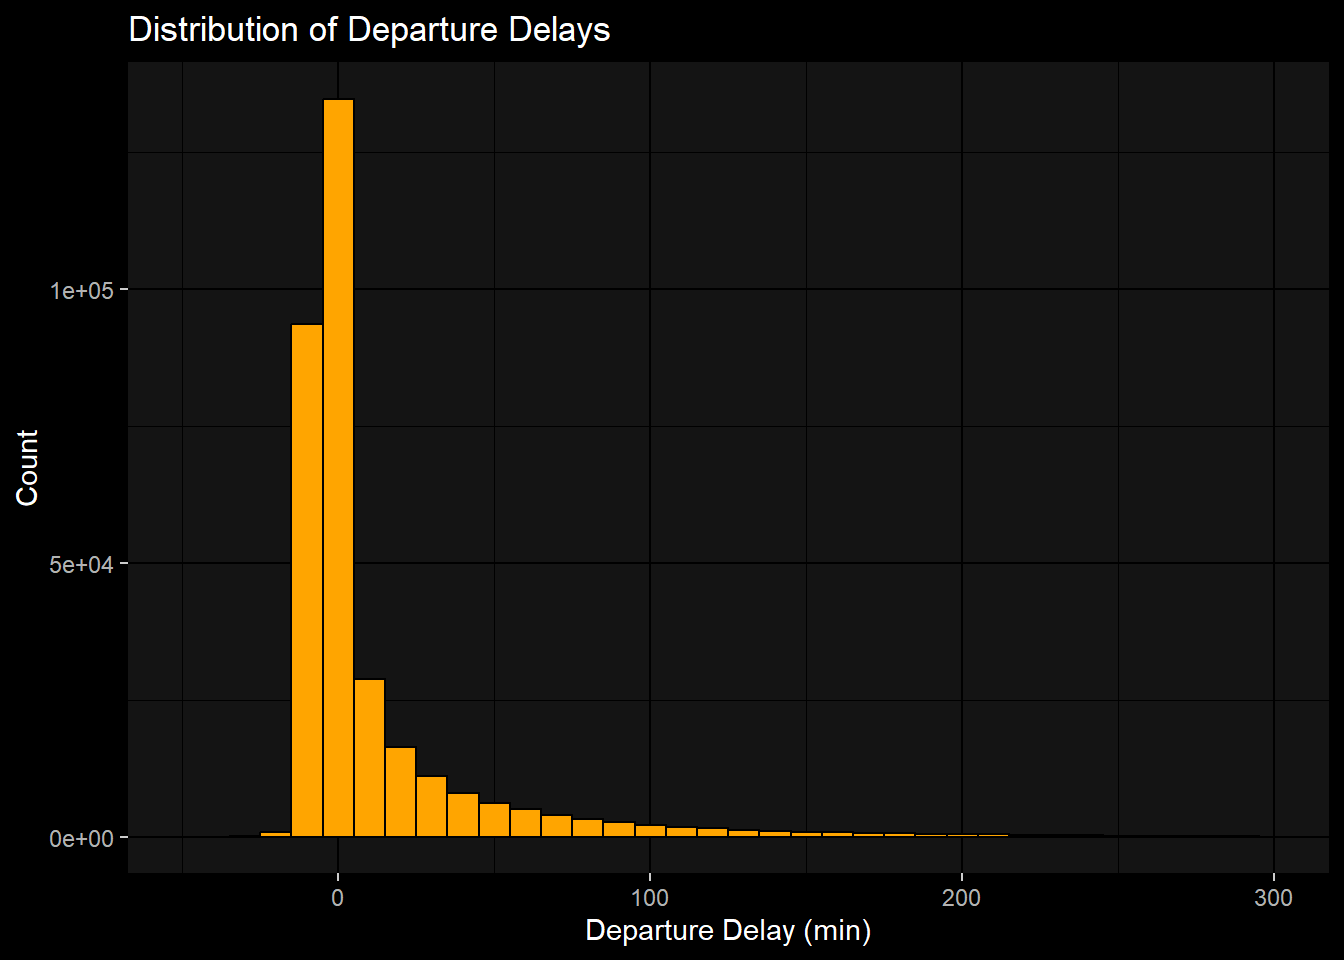 Distribution of Departure Delays
Count
1e+05
5e+04
0e+00
0
100
200
300
Departure Delay (min)